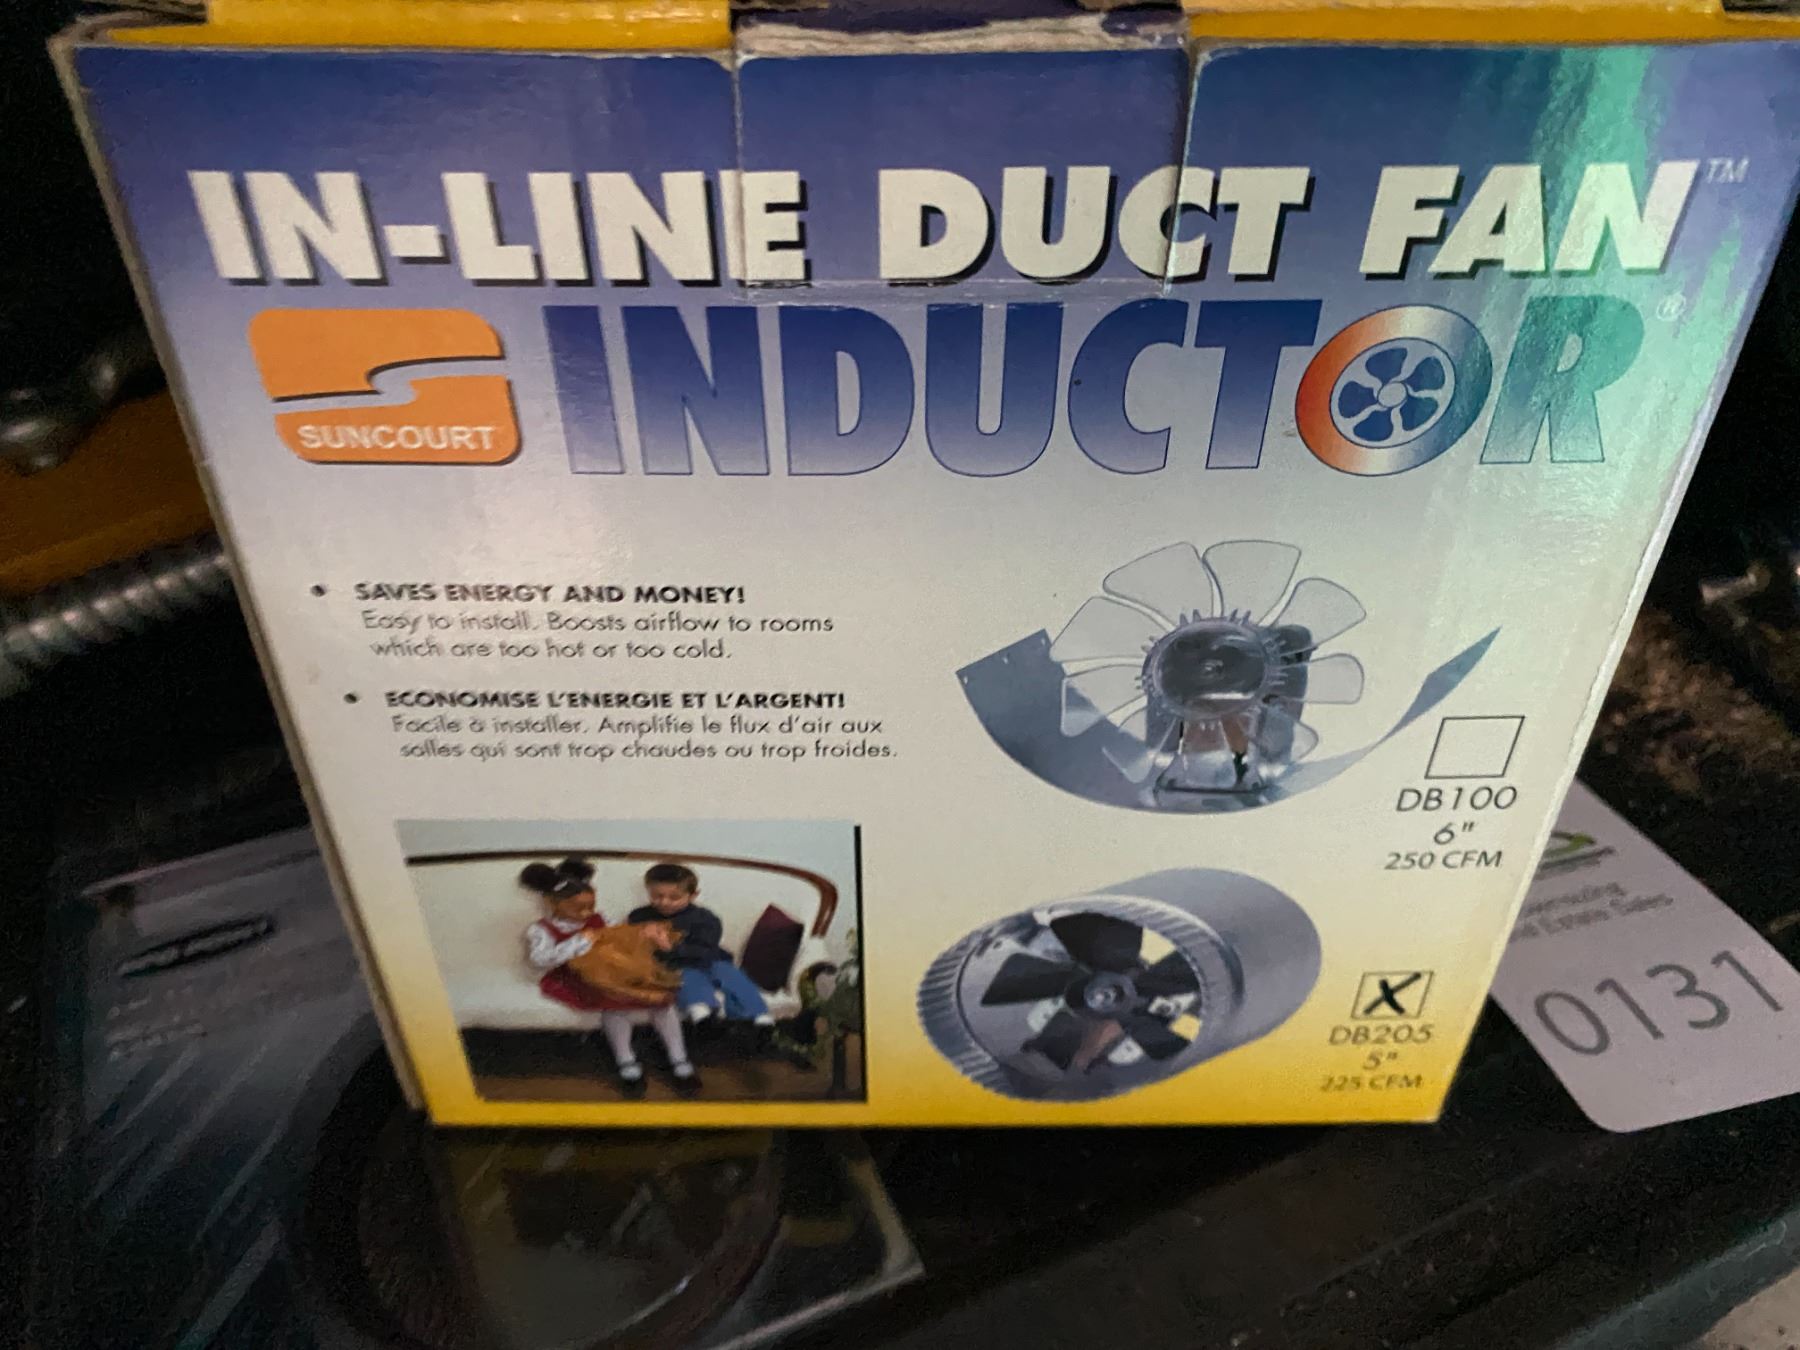 IN-LINE DUCT FAN™
SUNCOURT
INDUCTOR®
• SAVES ENERGY AND MONEY!
Easy to install. Boosts airflow to rooms
which are too hot or too cold.
• ECONOMISE L'ENERGIE ET L'ARGENT!
Facile à installer. Amplifie le flux d'air aux
salles qui sont trop chaudes ou trop froides.
DB100
6"
250 CFM
X
DB205
5"
225 CFM
Estate Sales
0131